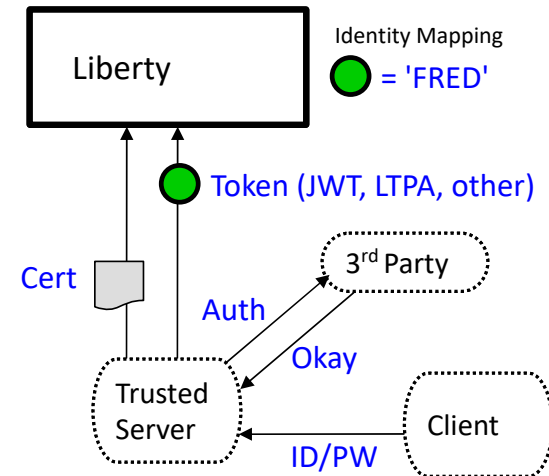 Liberty
Identity Mapping
= 'FRED'
Token (JWT, LTPA, other)
Cert
3rd Party
Auth
Okay
Trusted
Server
Client
ID/PW